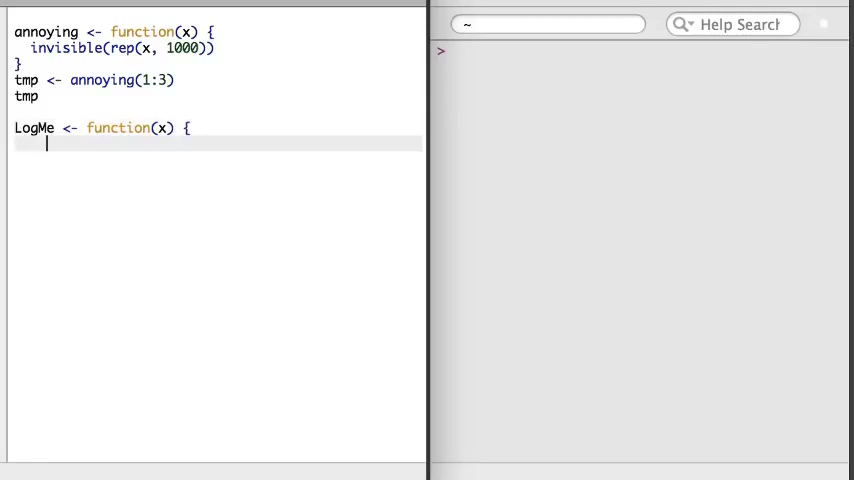 annoying <- function(x) {
  invisible(rep(x, 1000))
}
tmp <- annoying(1:3)
tmp
LogMe <- function(x) {
~
Help Search
>